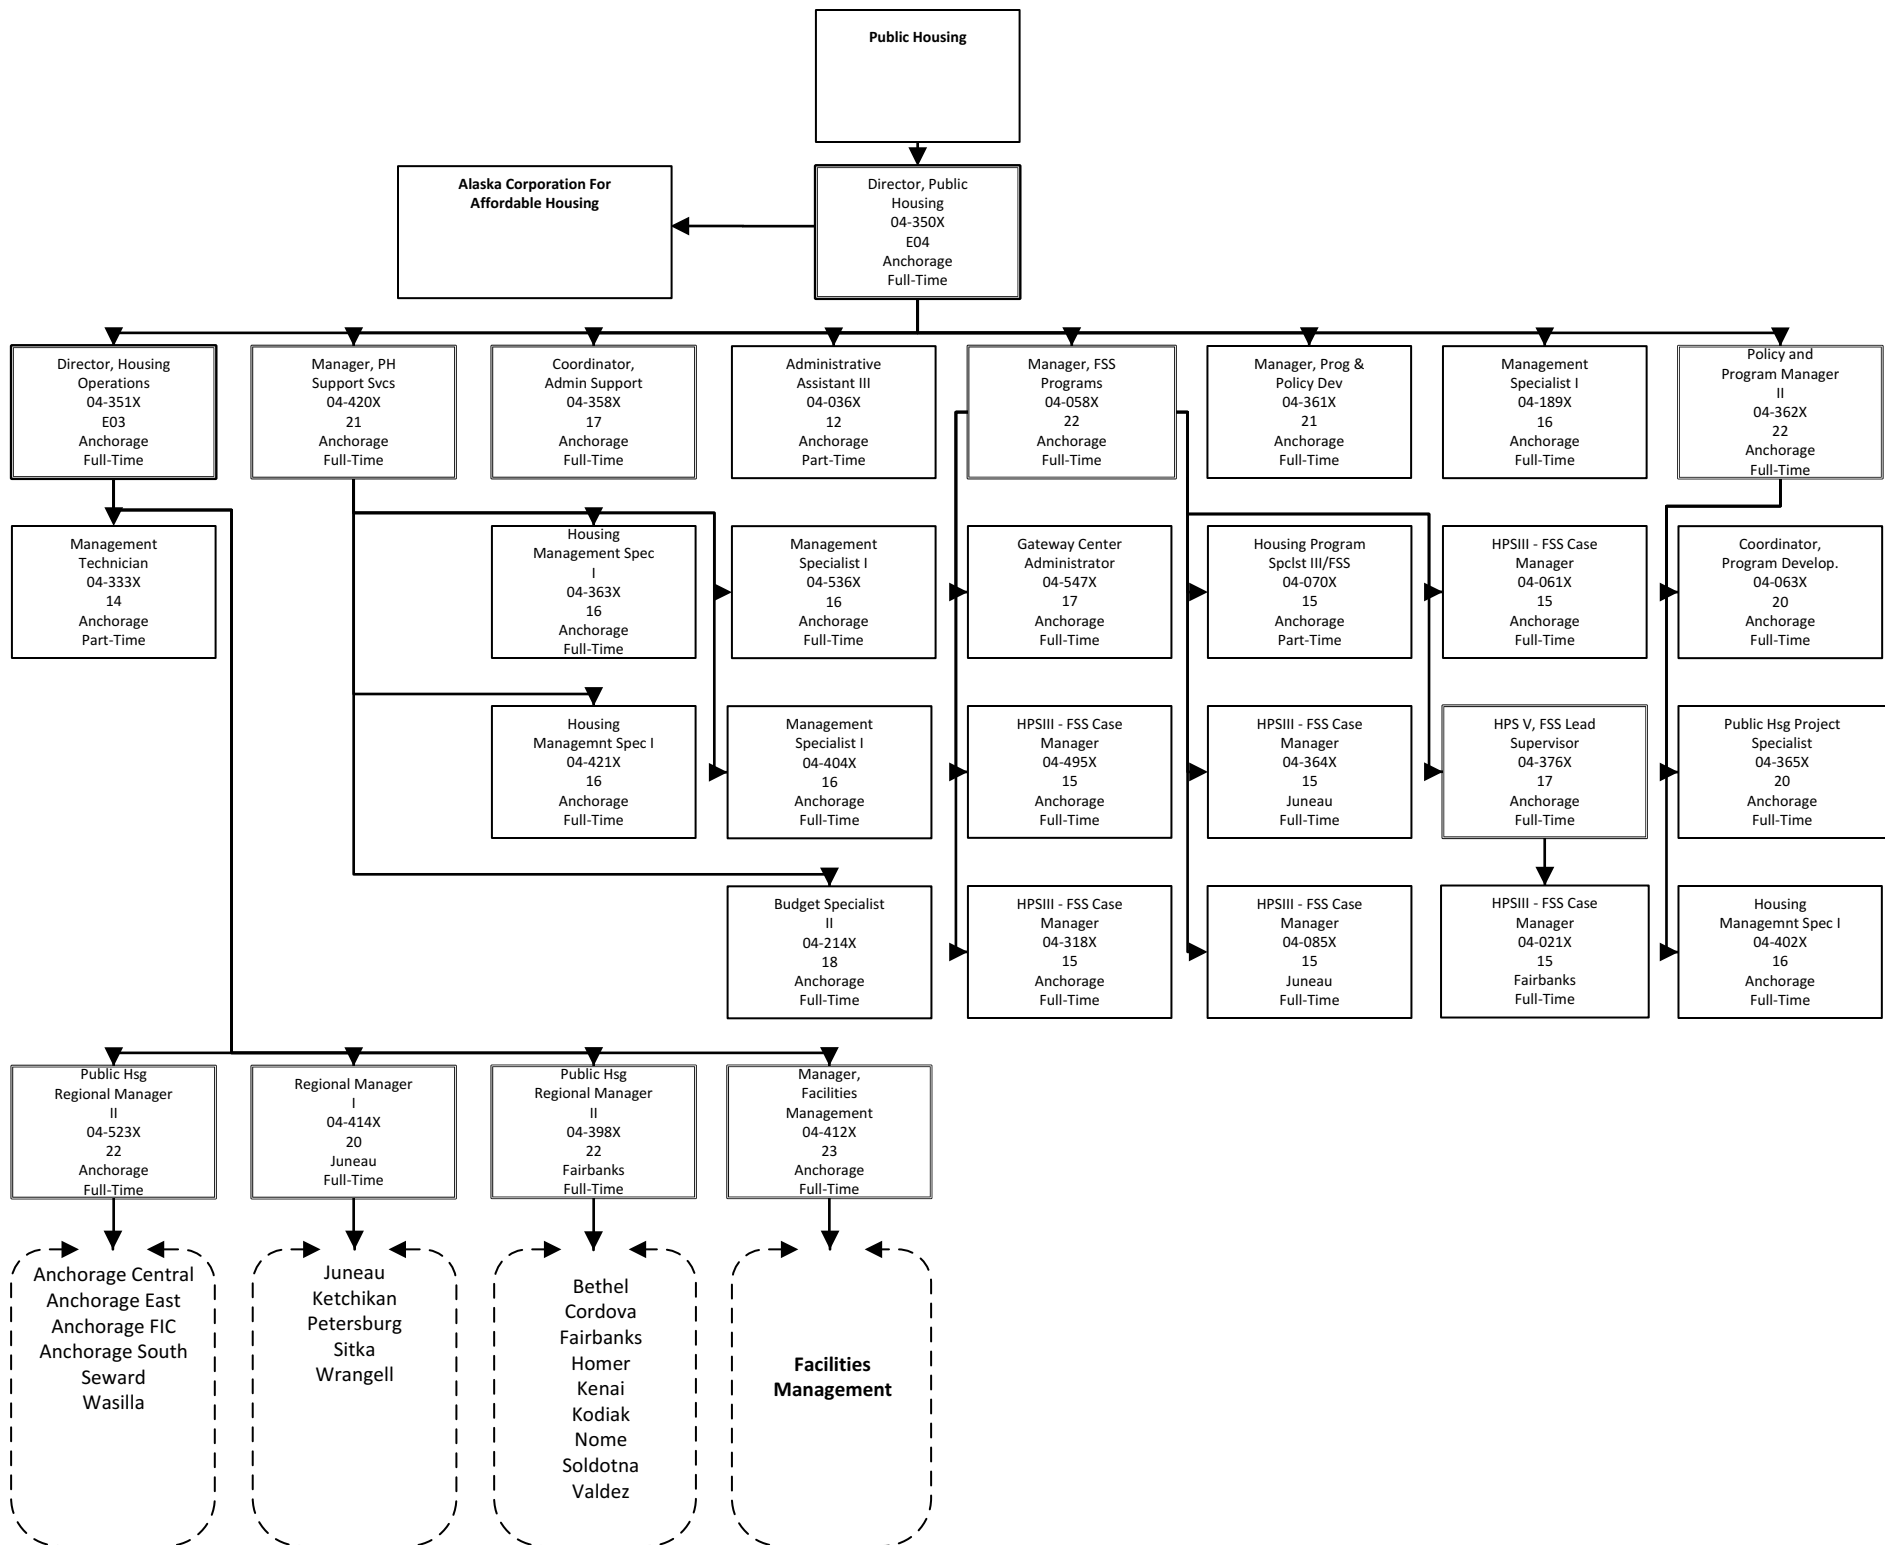 Public Housing
Alaska Corporation For
Affordable Housing
Director, Public
Housing
04-350X
E04
Anchorage
Full-Time
Director, Housing
Operations
04-351X
E03
Anchorage
Full-Time
Manager, PH
Support Svcs
04-420X
21
Anchorage
Full-Time
Coordinator,
Admin Support
04-358X
17
Anchorage
Full-Time
Administrative
Assistant III
04-036X
12
Anchorage
Part-Time
Manager, FSS
Programs
04-058X
22
Anchorage
Full-Time
Manager, Prog &
Policy Dev
04-361X
21
Anchorage
Full-Time
Management
Specialist I
04-189X
16
Anchorage
Full-Time
Policy and
Program Manager
II
04-362X
22
Anchorage
Full-Time
Management
Technician
04-333X
14
Anchorage
Part-Time
Housing
Management Spec
I
04-363X
16
Anchorage
Full-Time
Management
Specialist I
04-536X
16
Anchorage
Full-Time
Gateway Center
Administrator
04-547X
17
Anchorage
Full-Time
Housing Program
Spclst III/FSS
04-070X
15
Anchorage
Part-Time
HPSIII - FSS Case
Manager
04-061X
15
Anchorage
Full-Time
Coordinator,
Program Develop.
04-063X
20
Anchorage
Full-Time
Housing
Managemnt Spec I
04-421X
16
Anchorage
Full-Time
Management
Specialist I
04-404X
16
Anchorage
Full-Time
HPSIII - FSS Case
Manager
04-495X
15
Anchorage
Full-Time
HPSIII - FSS Case
Manager
04-364X
15
Juneau
Full-Time
HPS V, FSS Lead
Supervisor
04-376X
17
Anchorage
Full-Time
Public Hsg Project
Specialist
04-365X
20
Anchorage
Full-Time
Budget Specialist
II
04-214X
18
Anchorage
Full-Time
HPSIII - FSS Case
Manager
04-318X
15
Anchorage
Full-Time
HPSIII - FSS Case
Manager
04-085X
15
Juneau
Full-Time
HPSIII - FSS Case
Manager
04-021X
15
Fairbanks
Full-Time
Housing
Managemnt Spec I
04-402X
16
Anchorage
Full-Time
Public Hsg
Regional Manager
II
04-523X
22
Anchorage
Full-Time
Regional Manager
I
04-414X
20
Juneau
Full-Time
Public Hsg
Regional Manager
II
04-398X
22
Fairbanks
Full-Time
Manager,
Facilities
Management
04-412X
23
Anchorage
Full-Time
Anchorage Central
Anchorage East
Anchorage FIC
Anchorage South
Seward
Wasilla
Juneau
Ketchikan
Petersburg
Sitka
Wrangell
Bethel
Cordova
Fairbanks
Homer
Kenai
Kodiak
Nome
Soldotna
Valdez
Facilities
Management